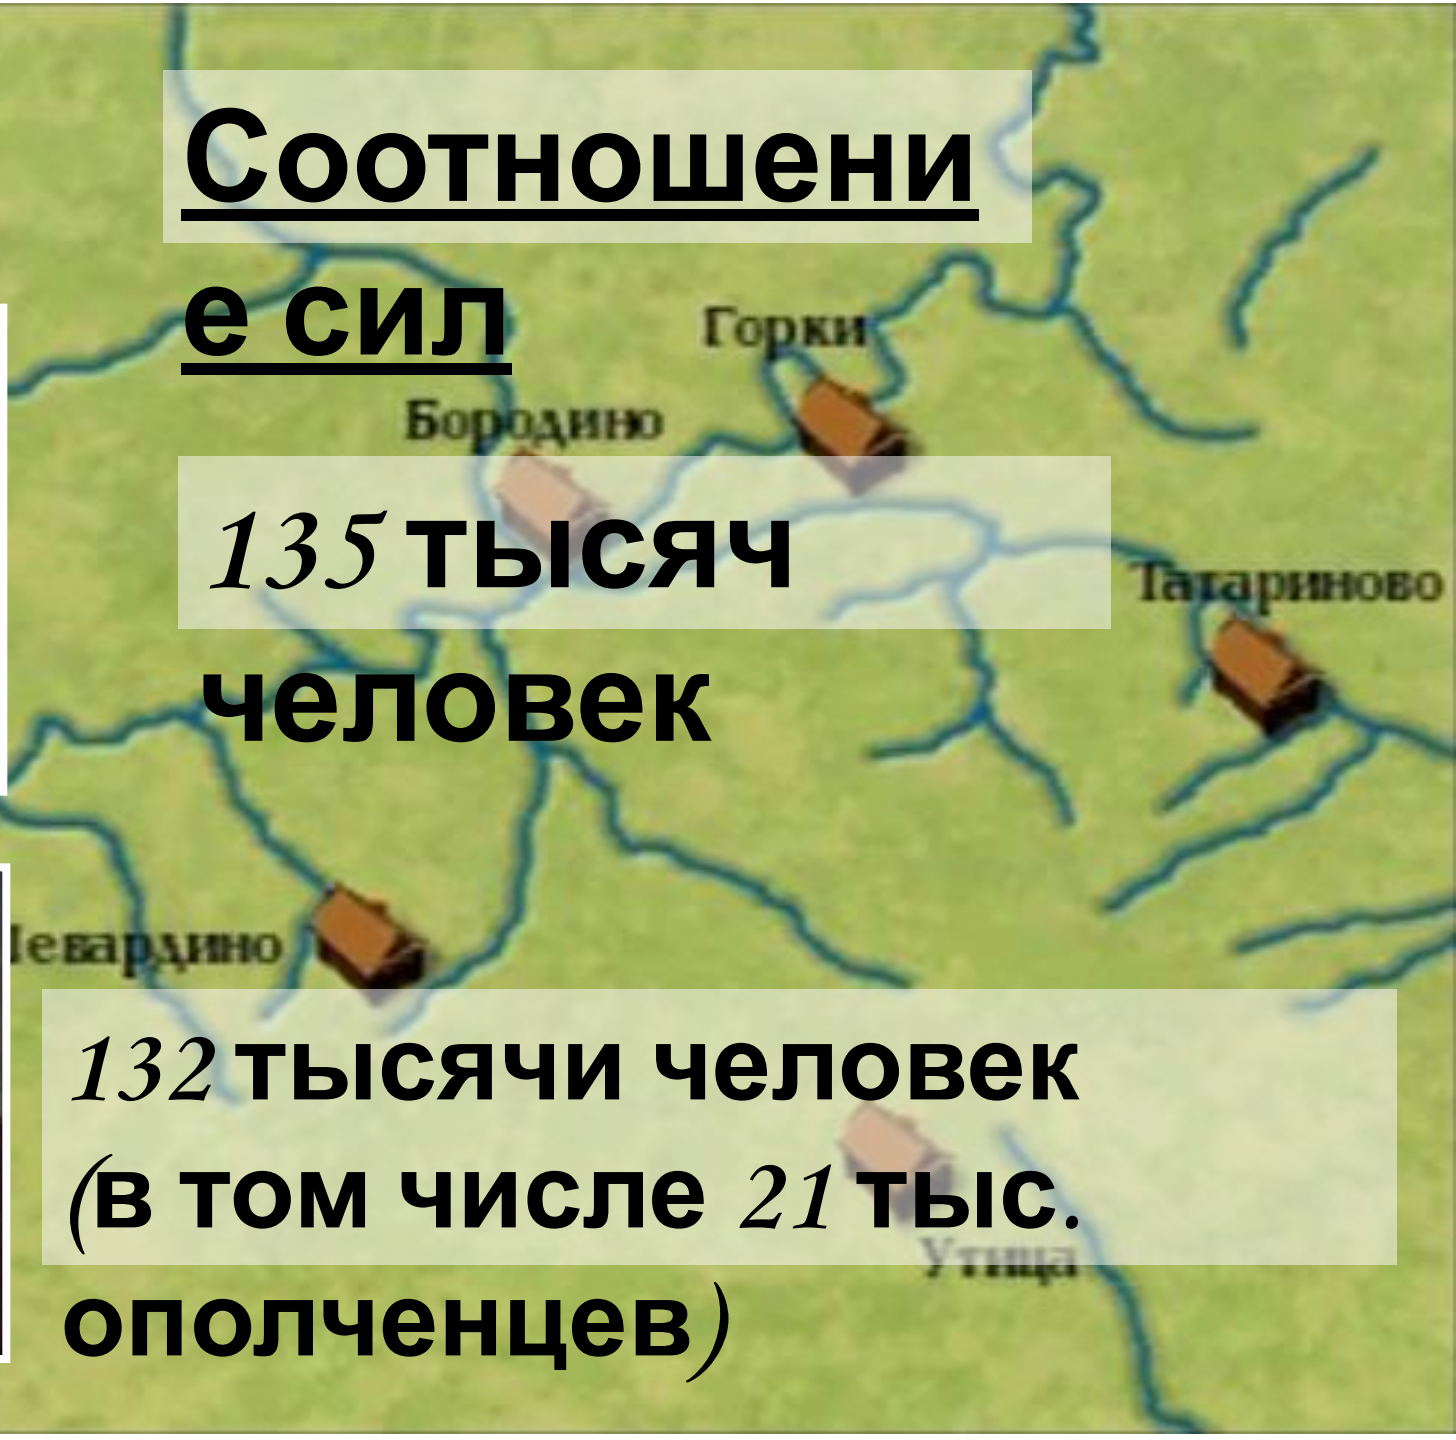 Соотношени
е сил
Горки
Бородино
135 тысяч
Татариново
человек
евардино
132 тысячи человек
(в том числе 21 тыс.
Утица
ополченцев)